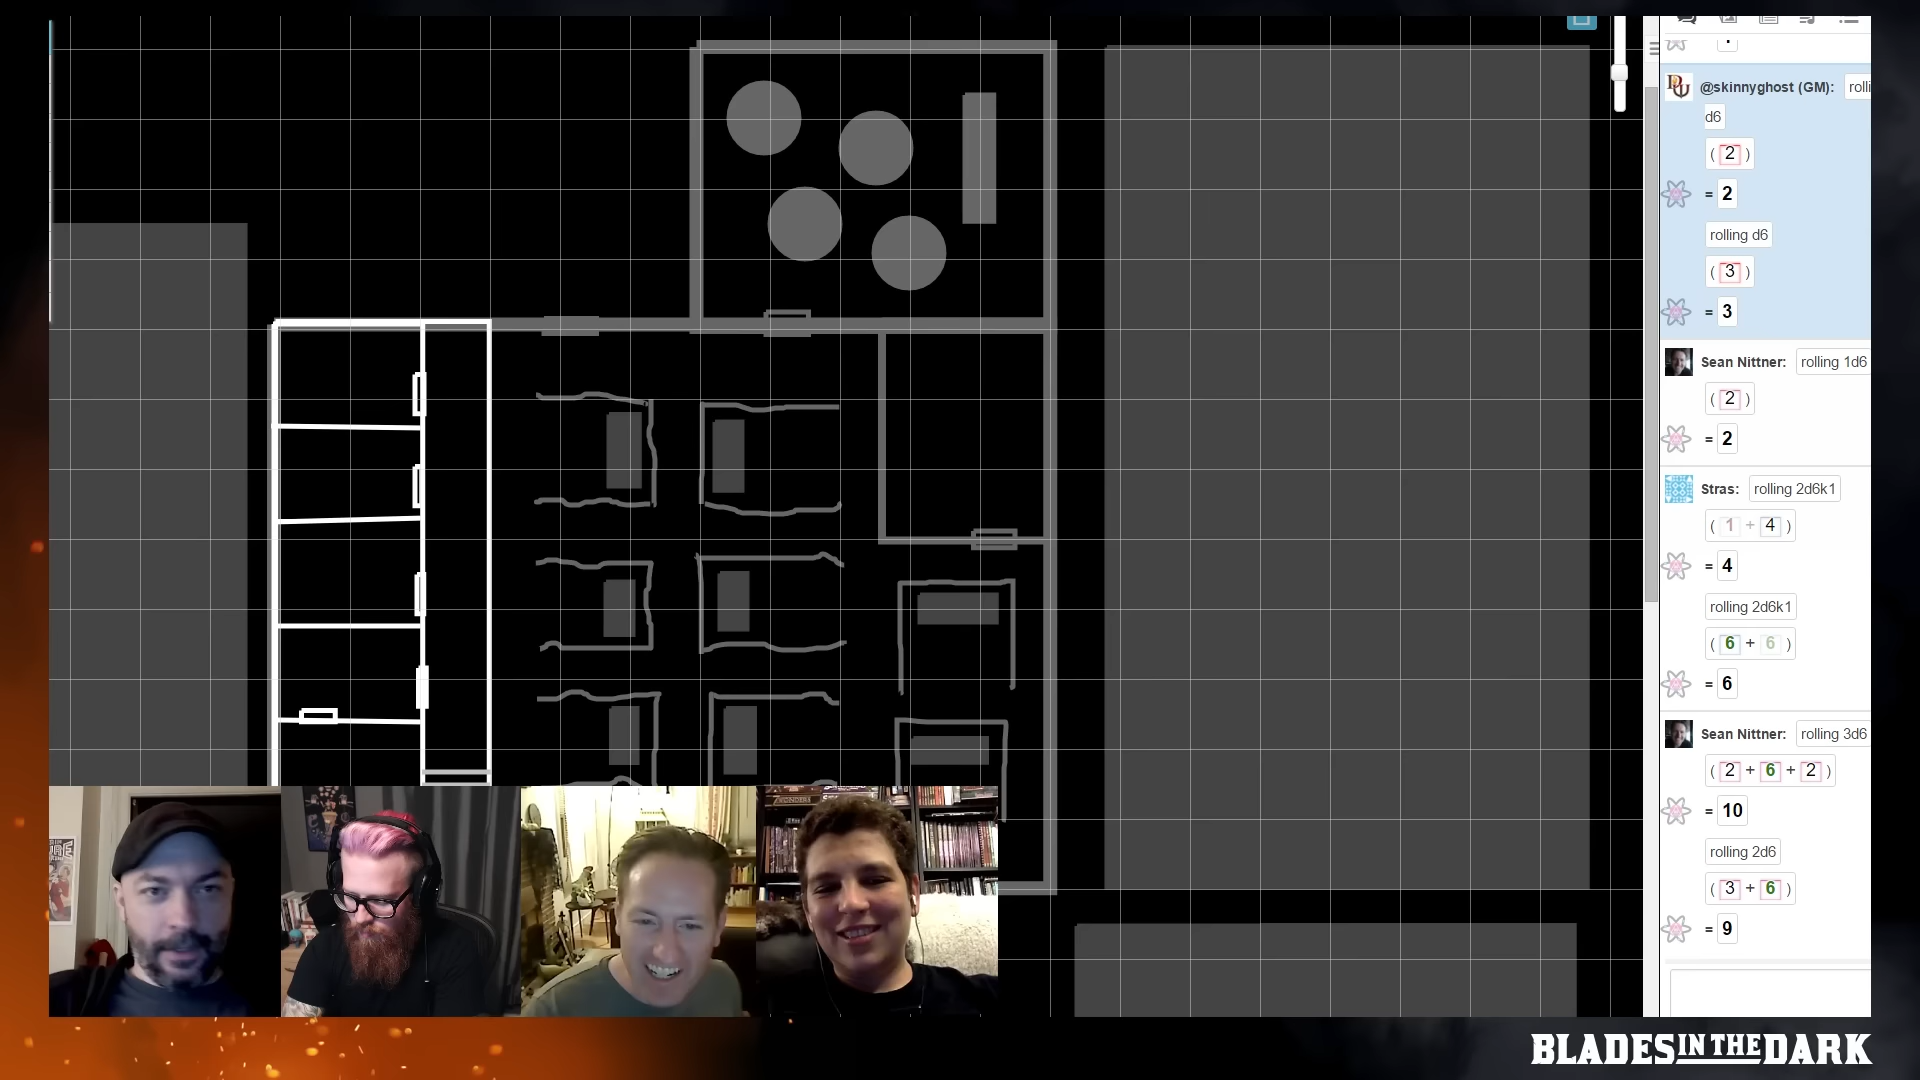 @skinnyghost (GM): rolli
d6
( 2 )
= 2
rolling d6
( 3 )
= 3
Sean Nittner: rolling 1d6
( 2 )
= 2
Stras: rolling 2d6k1
( 1 + 4 )
= 4
rolling 2d6k1
( 6 + 6 )
= 6
Sean Nittner: rolling 3d6
( 2 + 6 + 2 )
= 10
rolling 2d6
( 3 + 6 )
= 9
BLADES IN THE DARK